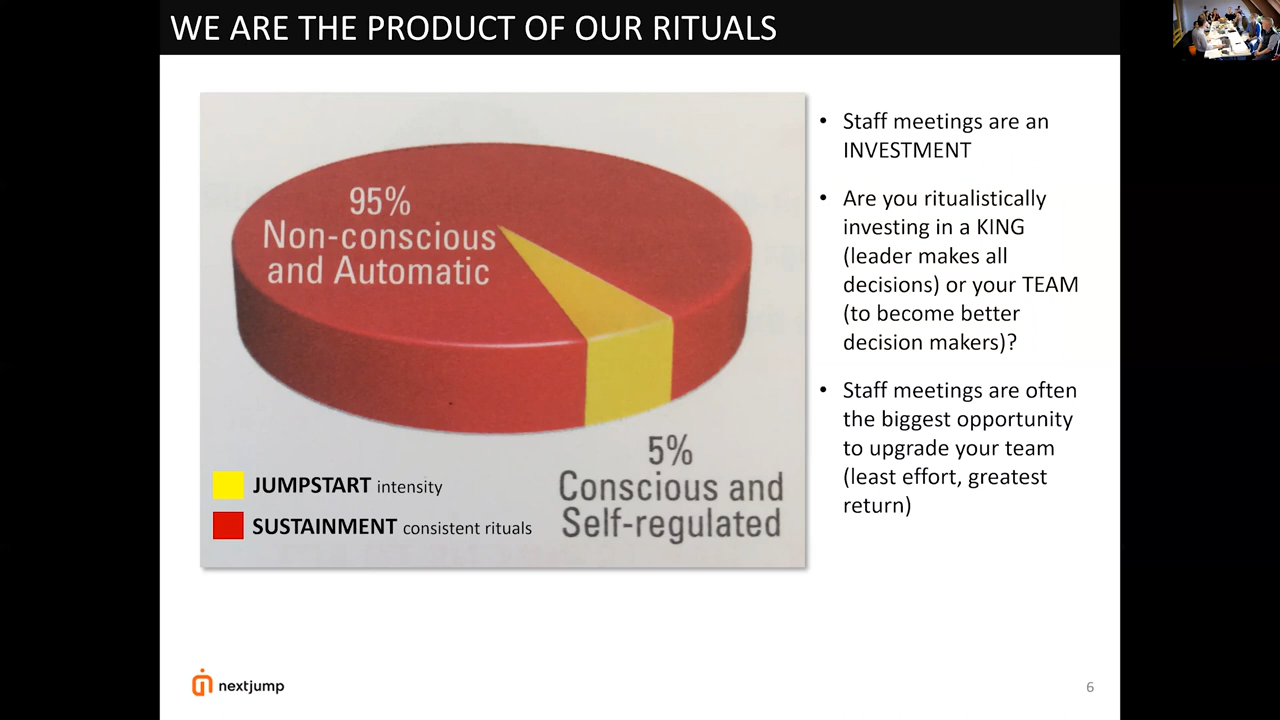 WE ARE THE PRODUCT OF OUR RITUALS
95%
Non-conscious
and Automatic
5%
Conscious and
Self-regulated
JUMPSTART intensity
SUSTAINMENT consistent rituals
• Staff meetings are an
INVESTMENT
• Are you ritualistically
investing in a KING
(leader makes all
decisions) or your TEAM
(to become better
decision makers)?
• Staff meetings are often
the biggest opportunity
to upgrade your team
(least effort, greatest
return)
nextjump
6